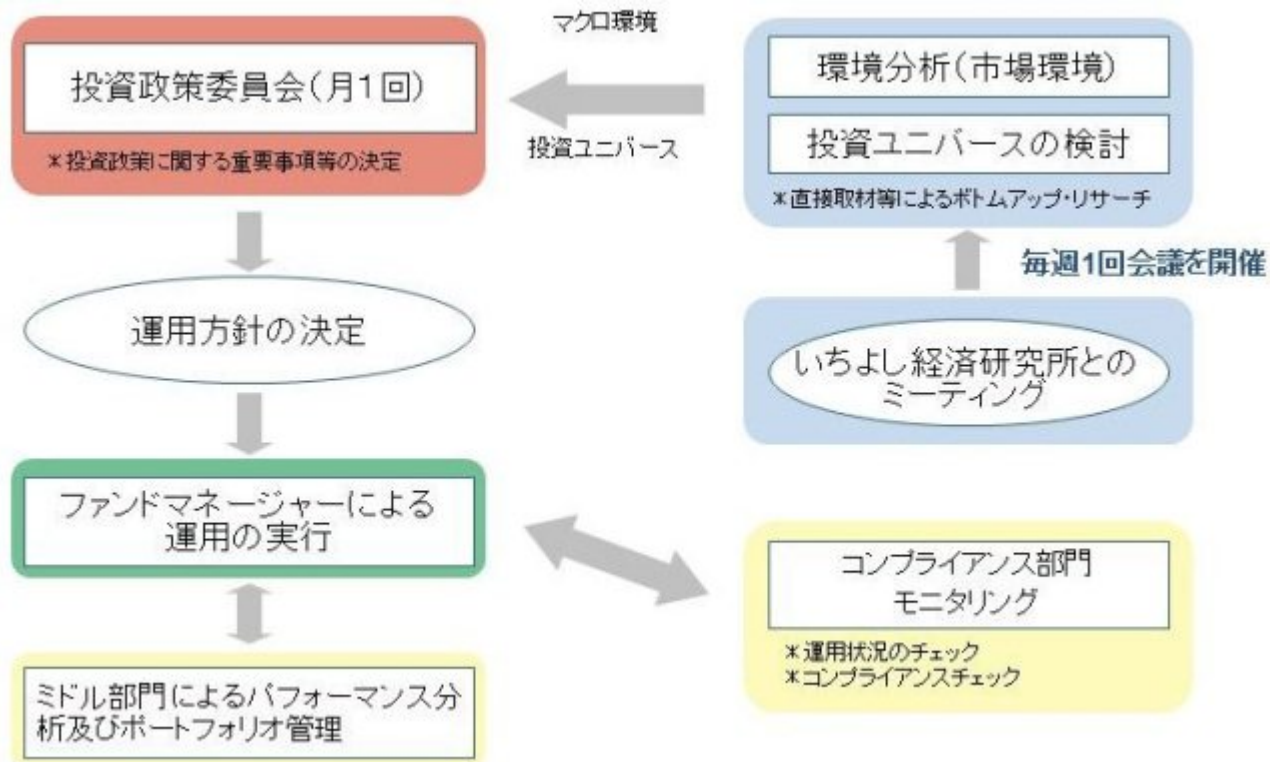 マクロ環境
投資政策委員会(月1回)
*投資政策に関する重要事項等の決定
投資ユニバース
環境分析(市場環境)
投資ユニバースの検討
*直接取材等によるボトムアップ・リサーチ
毎週1回会議を開催
運用方針の決定
いちよし経済研究所との
ミーティング
ファンドマネージャーによる
運用の実行
コンプライアンス部門
モニタリング
*運用状況のチェック
*コンプライアンスチェック
ミドル部門によるパフォーマンス分
析及びポートフォリオ管理